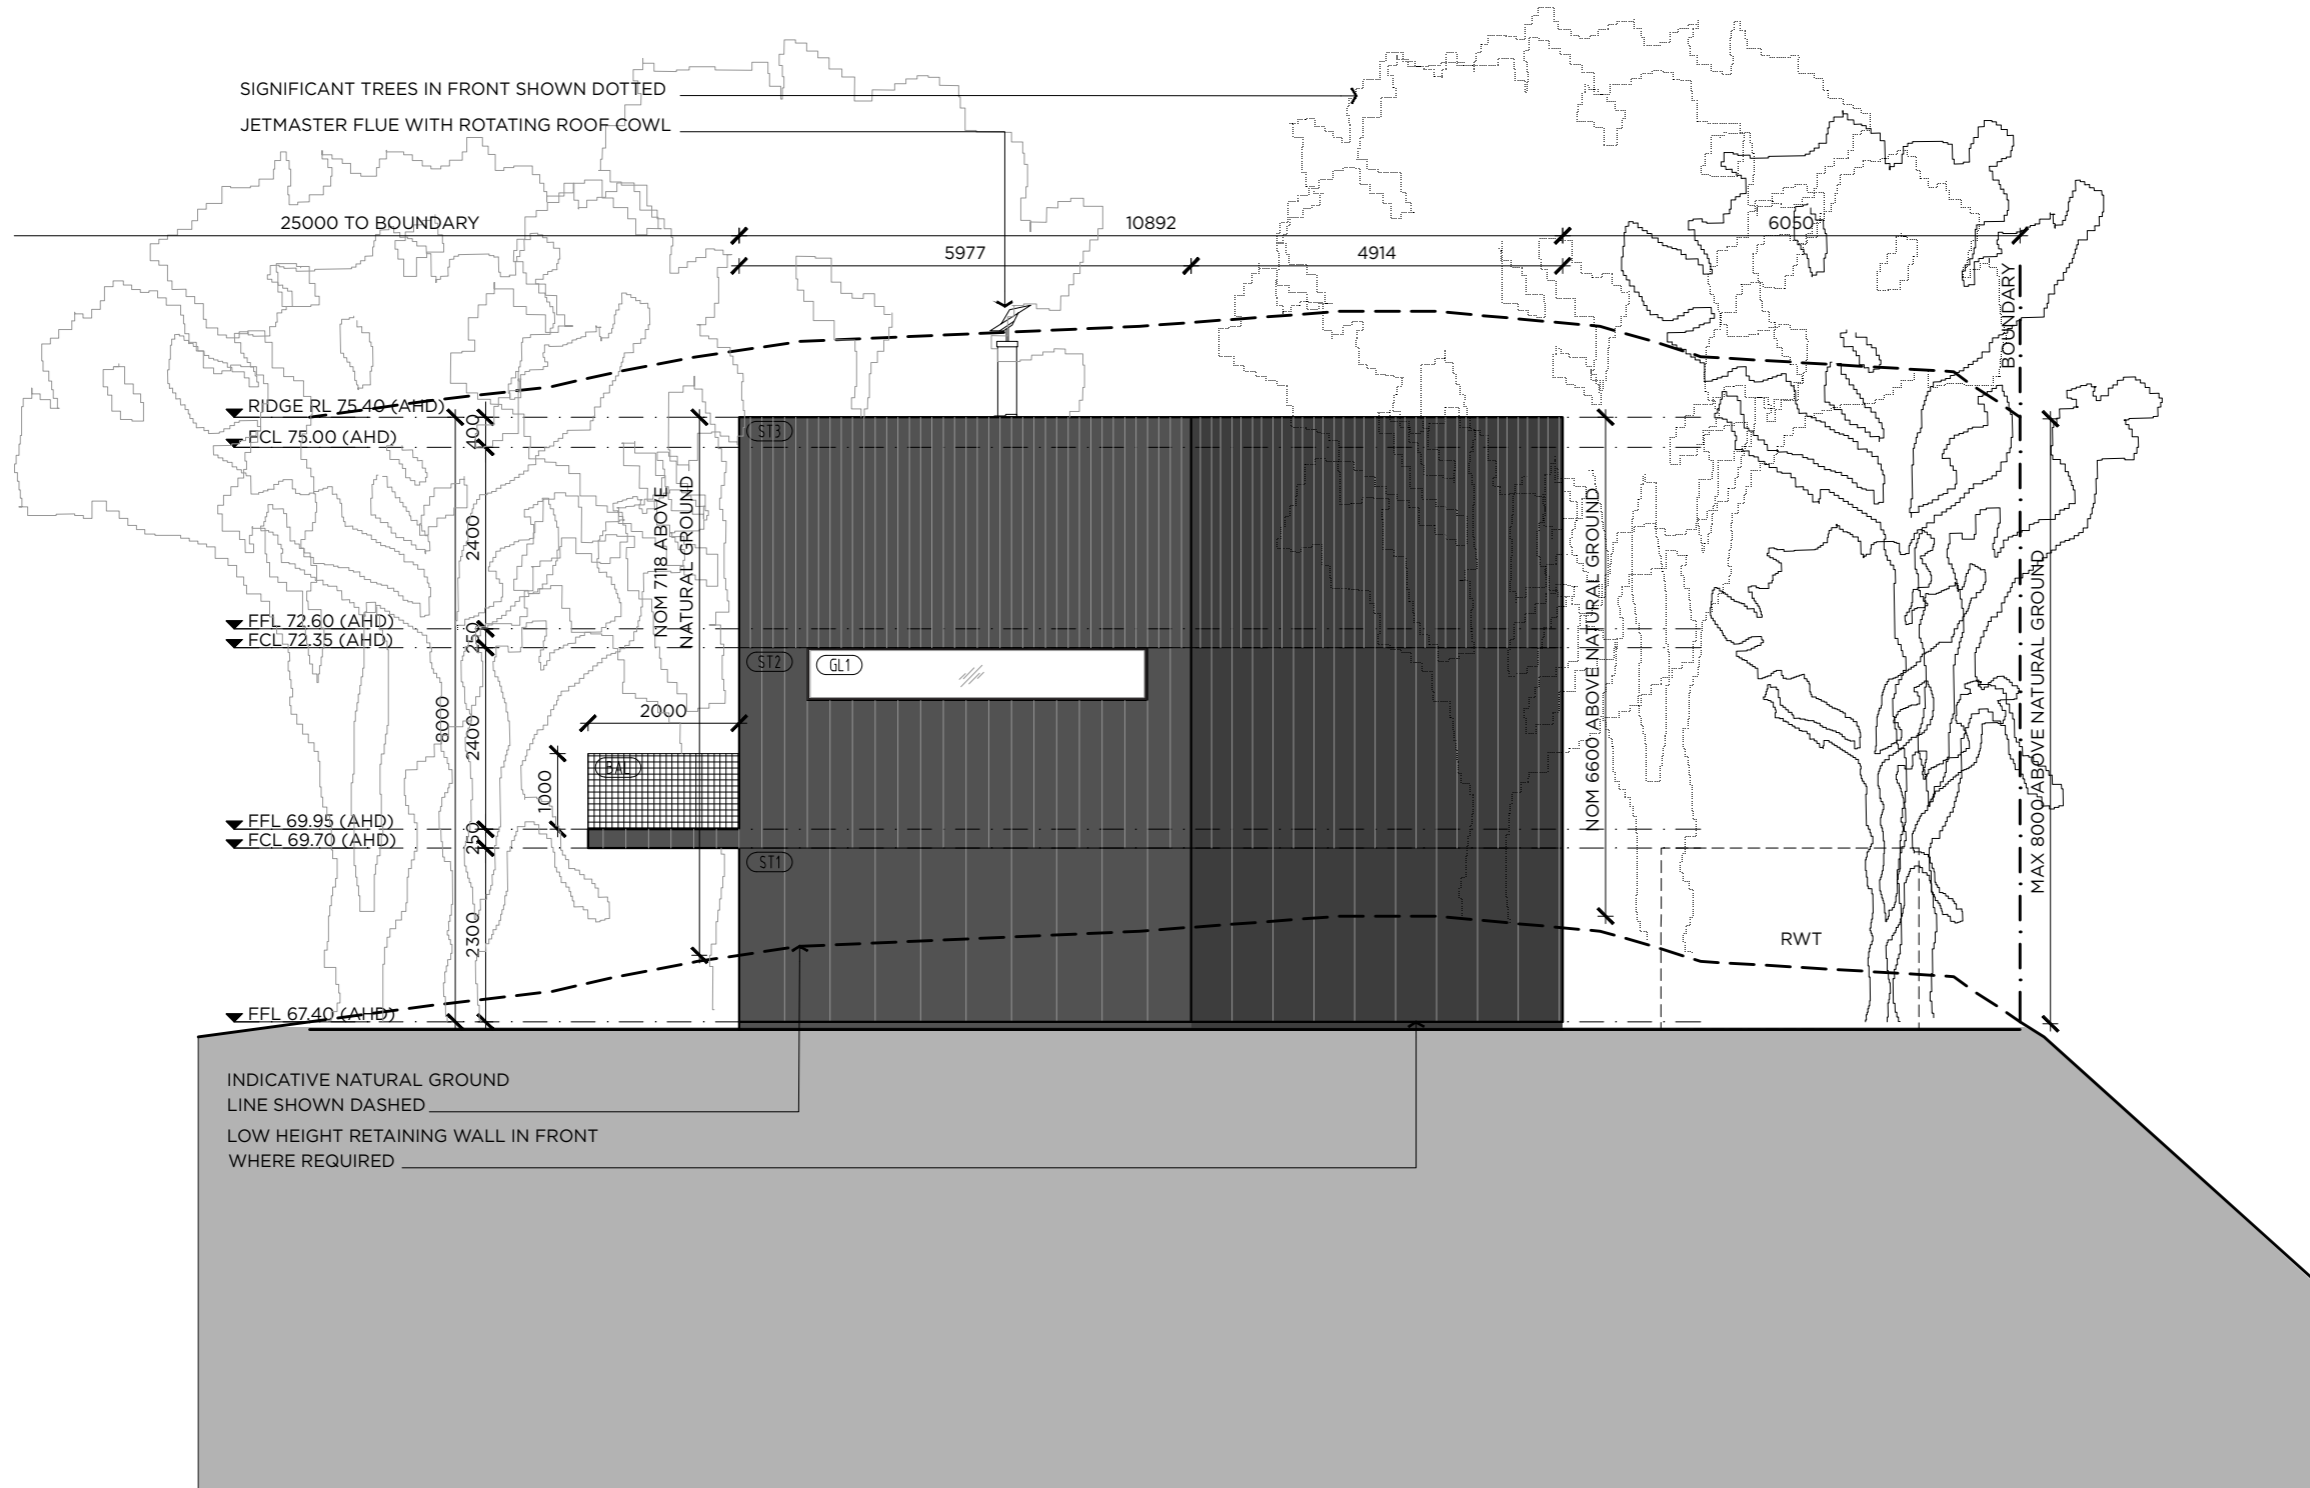 SIGNIFICANT TREES IN FRONT SHOWN DOTTED
JETMASTER FLUE WITH ROTATING ROOF COWL
25000 TO BOUNDARY
10892
6050
5977
4914
BOUNDARY
RIDGE RL 75.40 (AHD)
400
ST3
FCL 75.00 (AHD)
2400
NOM 7118 ABOVE
NATURAL GROUND
NOM 6600 ABOVE NATURAL GROUND
MAX 8000 ABOVE NATURAL GROUND
FFL 72.60 (AHD)
250
FCL 72.35 (AHD)
ST2
GL1
8000
2400
2000
BAL
1000
FFL 69.95 (AHD)
250
FCL 69.70 (AHD)
ST1
2300
RWT
FFL 67.40 (AHD)
INDICATIVE NATURAL GROUND
LINE SHOWN DASHED
LOW HEIGHT RETAINING WALL IN FRONT
WHERE REQUIRED